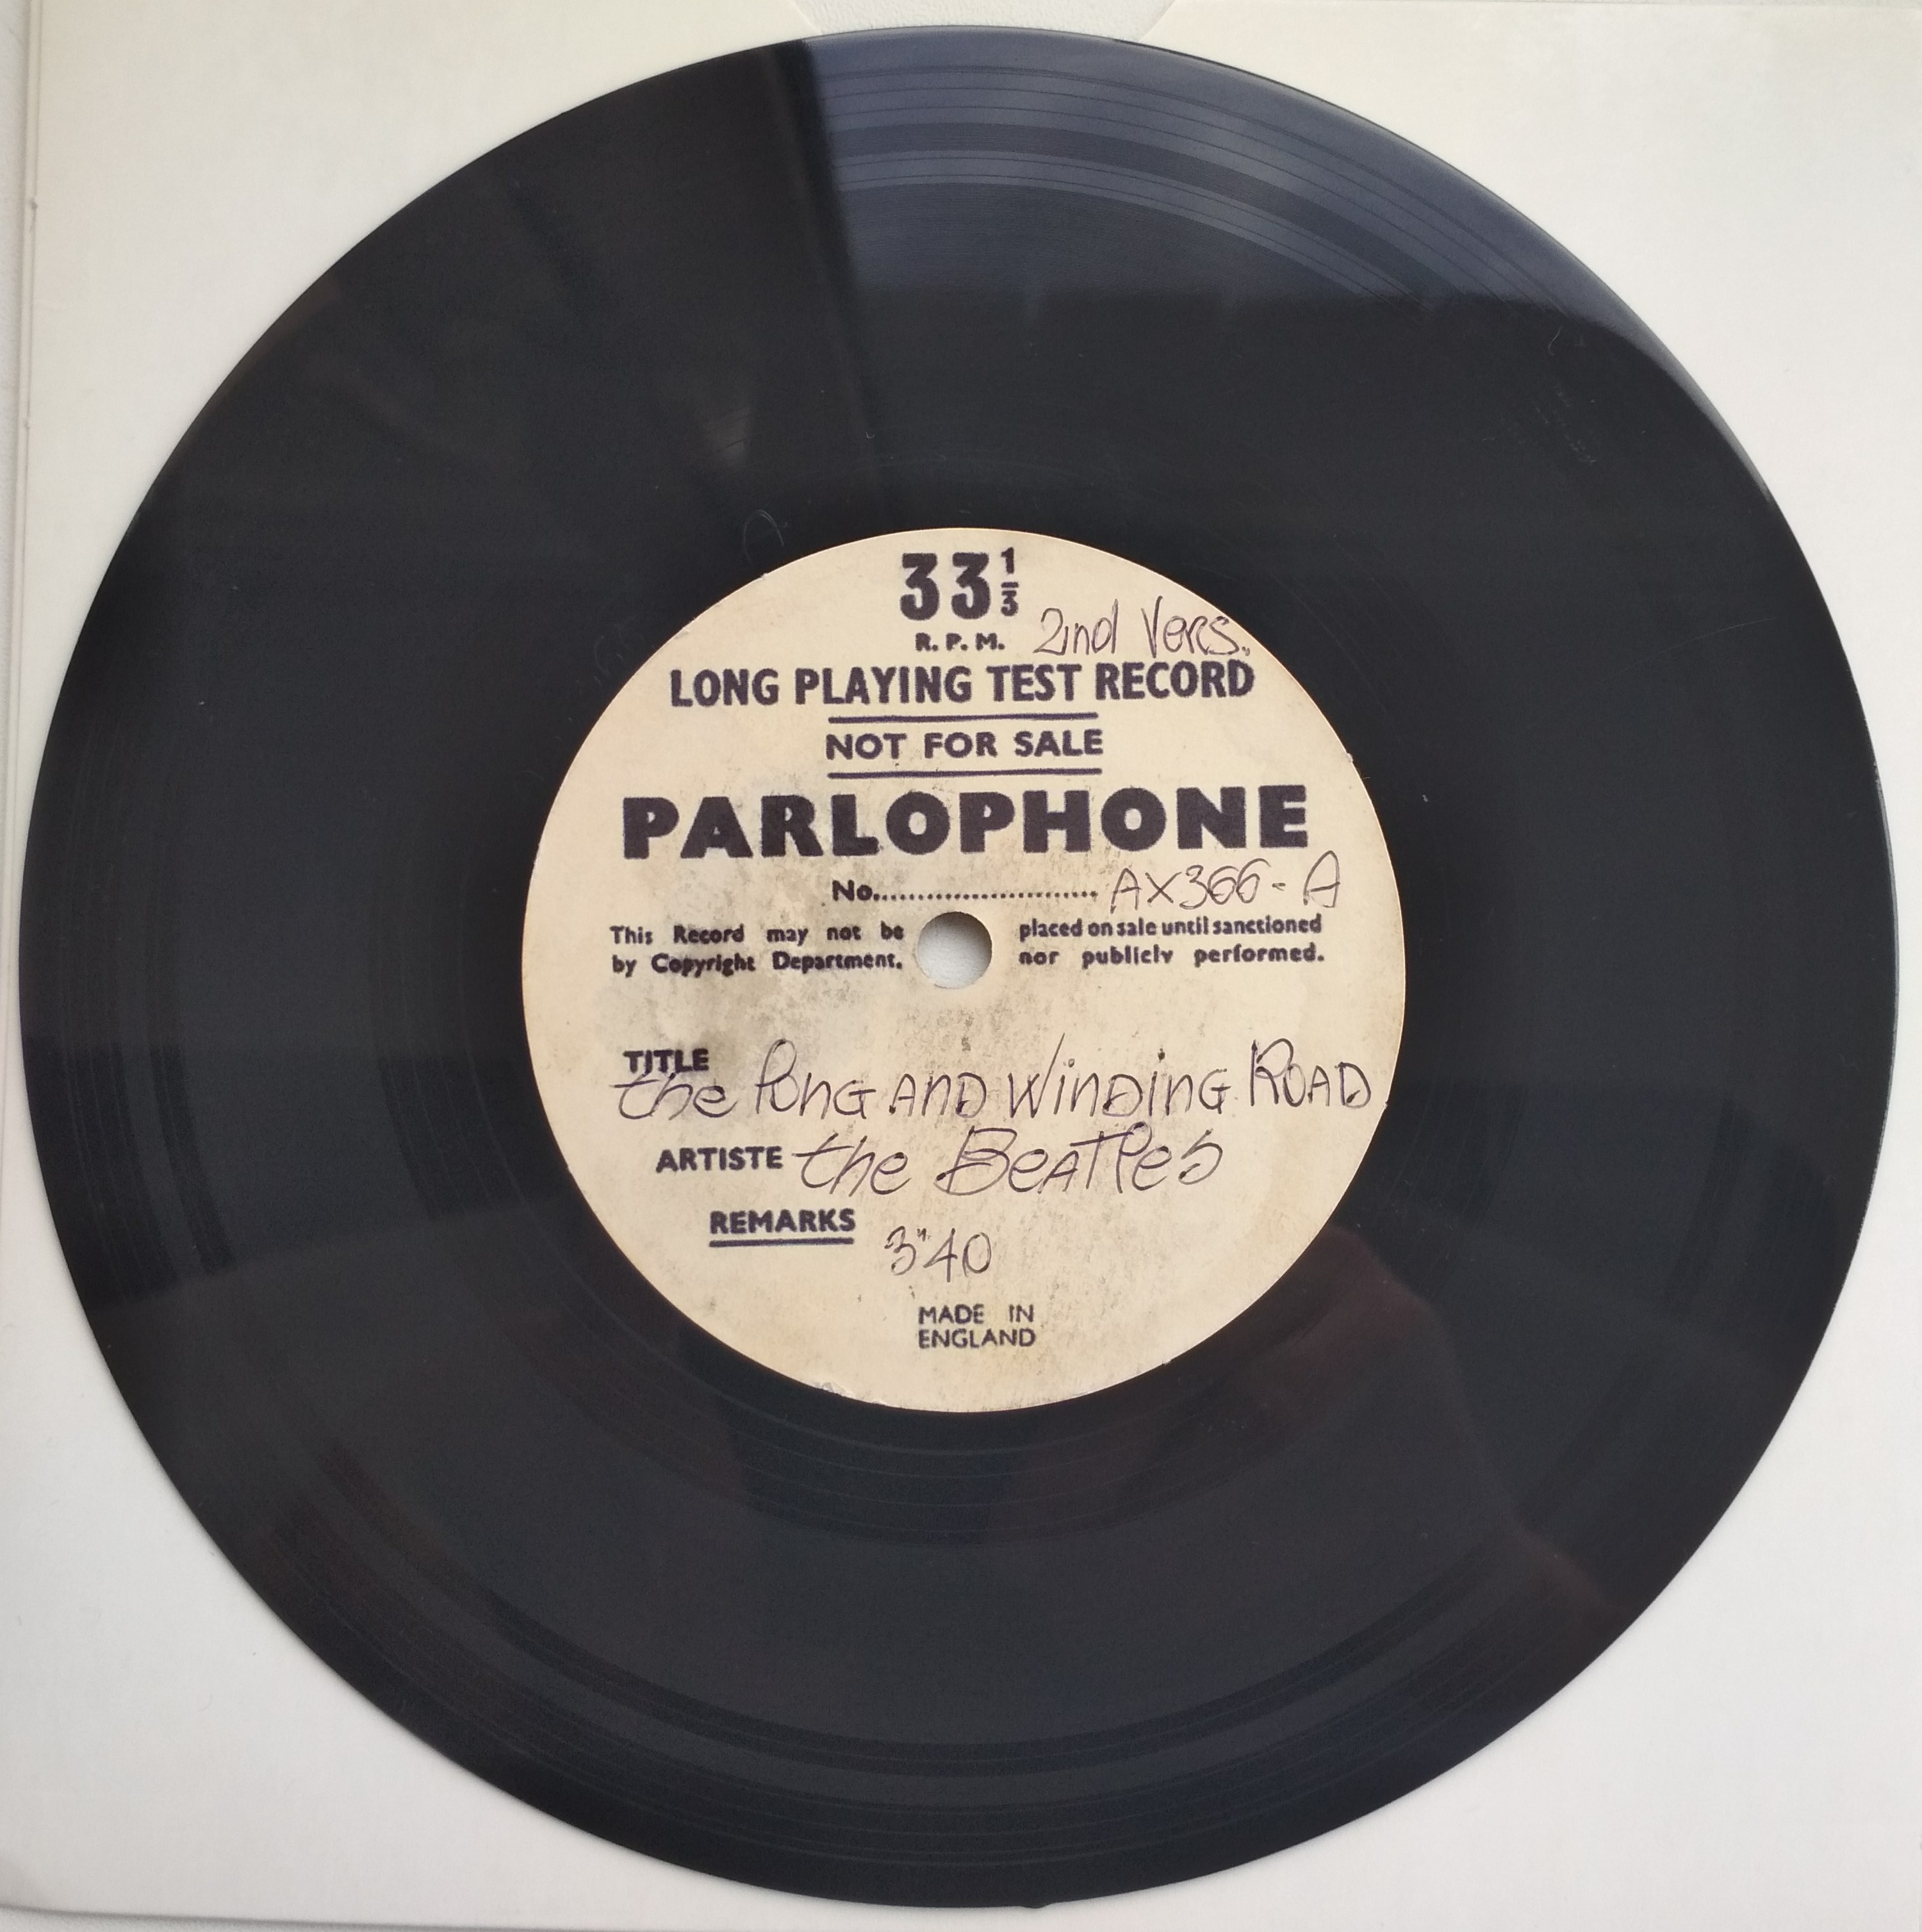 33 1/3
R. P. M. 2nd Vers.
LONG PLAYING TEST RECORD
NOT FOR SALE
PARLOPHONE
No........................... AX366-A
This Record may not be placed on sale until sanctioned
by Copyright Department. nor publicly performed.
TITLE
the long AND WinDing ROAD
ARTISTE the BeaTles
REMARKS
3"40
MADE IN
ENGLAND
A